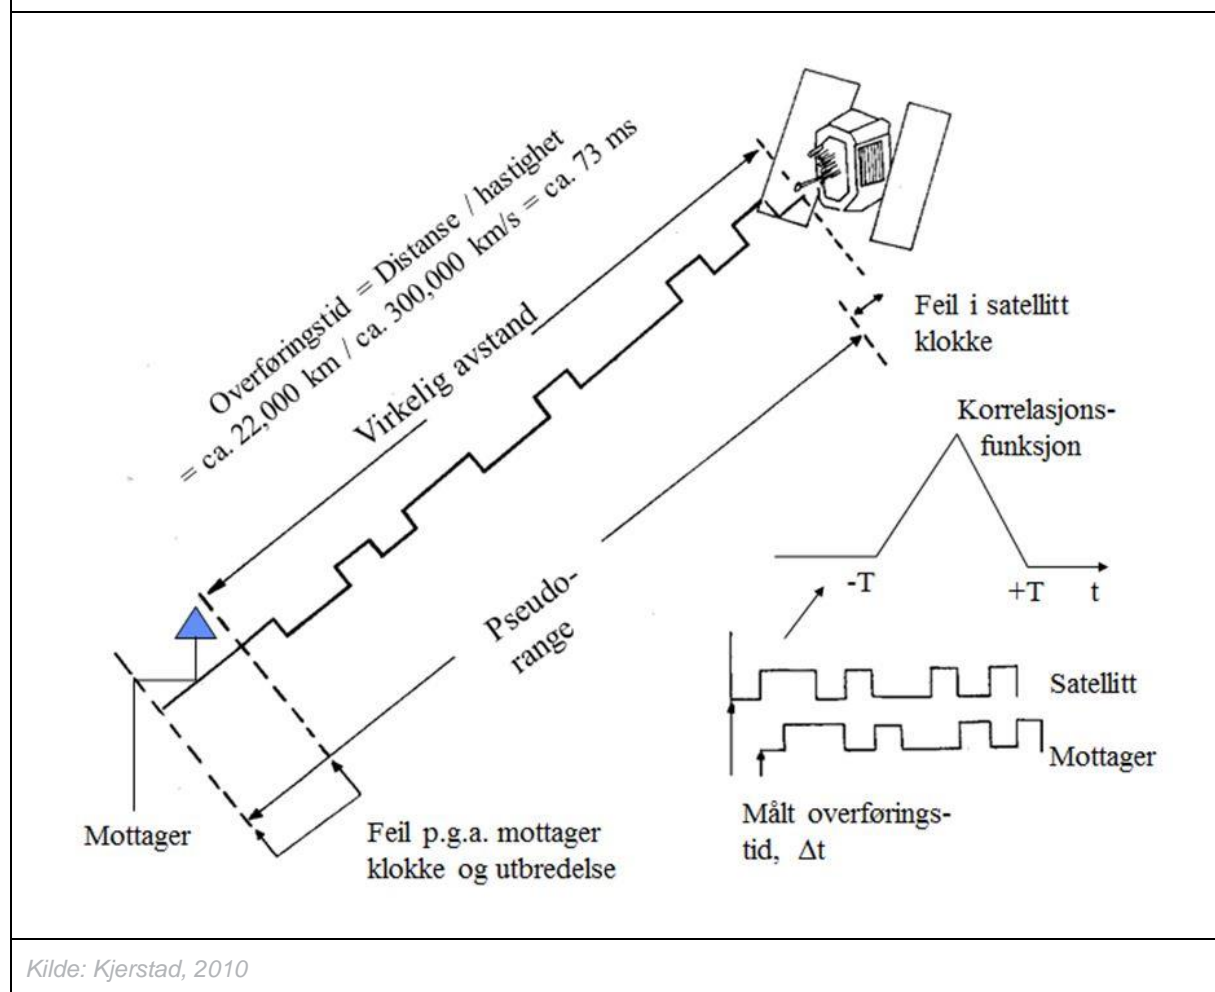 Overføringstid = Distanse / hastighet
= ca. 22,000 km / ca. 300,000 km/s = ca. 73 ms
Virkelig avstand
Feil i satellitt
klokke
Korrelasjons-
funksjon
-T
+T
t
Pseudo-
range
Satellitt
Mottager
Målt overførings-
tid, Δt
Mottager
Feil p.g.a. mottager
klokke og utbredelse
Kilde: Kjerstad, 2010